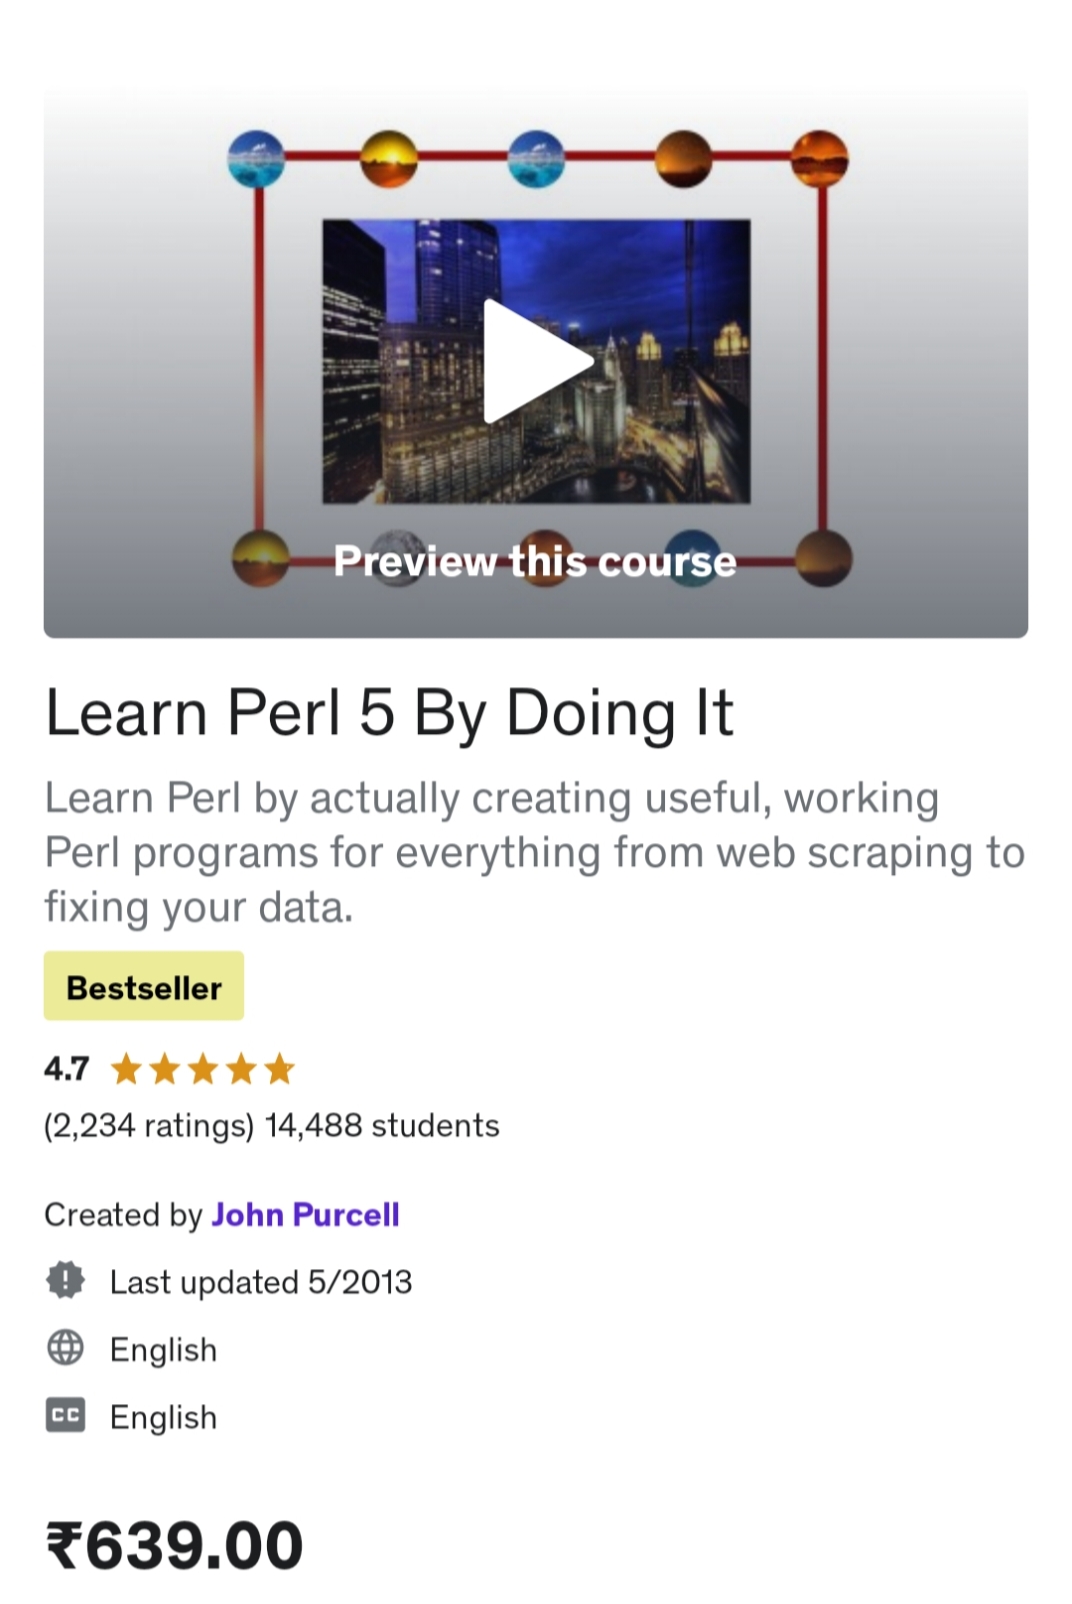 Preview this course
Learn Perl 5 By Doing It
Learn Perl by actually creating useful, working
Perl programs for everything from web scraping to
fixing your data.
Bestseller
4.7
(2,234 ratings) 14,488 students
Created by John Purcell
Last updated 5/2013
English
CC English
₹639.00